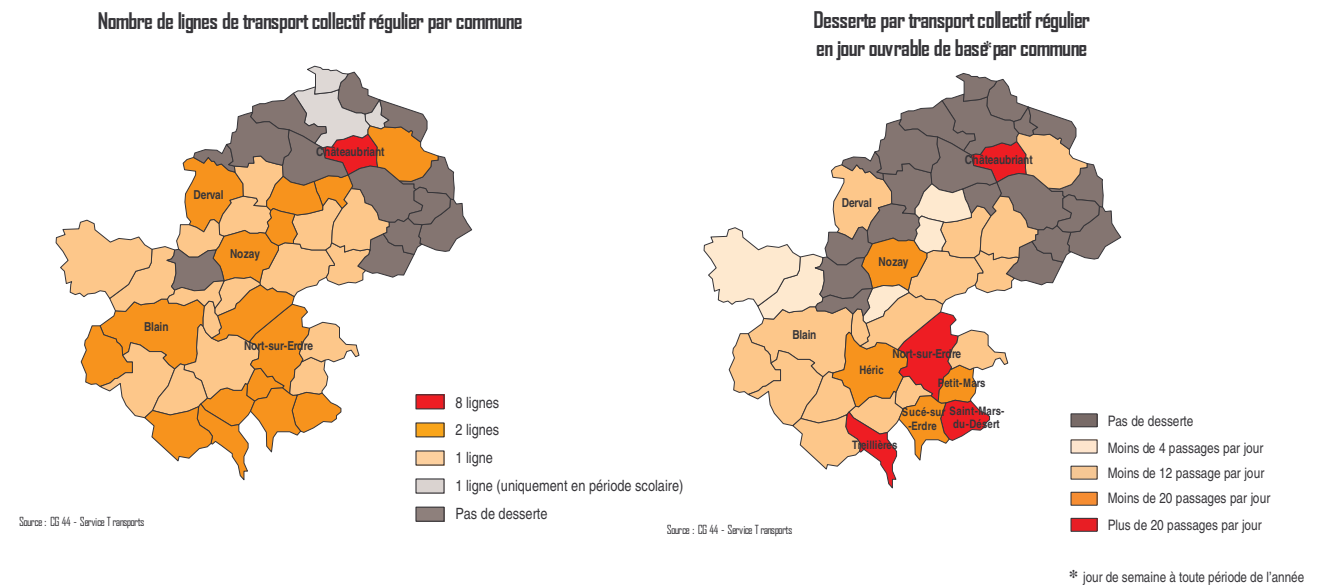 Nombre de lignes de transport collectif régulier par commune
Châteaubriant
Derval
Nozay
Blain
Nort-sur-Erdre
8 lignes
2 lignes
1 ligne
1 ligne (uniquement en période scolaire)
Pas de desserte
Source : CG 44 - Service Transports
Desserte par transport collectif régulier
en jour ouvrable de base* par commune
Châteaubriant
Derval
Nozay
Blain
Nort-sur-Erdre
Héric
Petit-Mars
Sucé-sur
-Erdre
Saint-Mars-
du-Désert
Treillières
Pas de desserte
Moins de 4 passages par jour
Moins de 12 passage par jour
Moins de 20 passages par jour
Plus de 20 passages par jour
Source : CG 44 - Service Transports
* jour de semaine à toute période de l'année